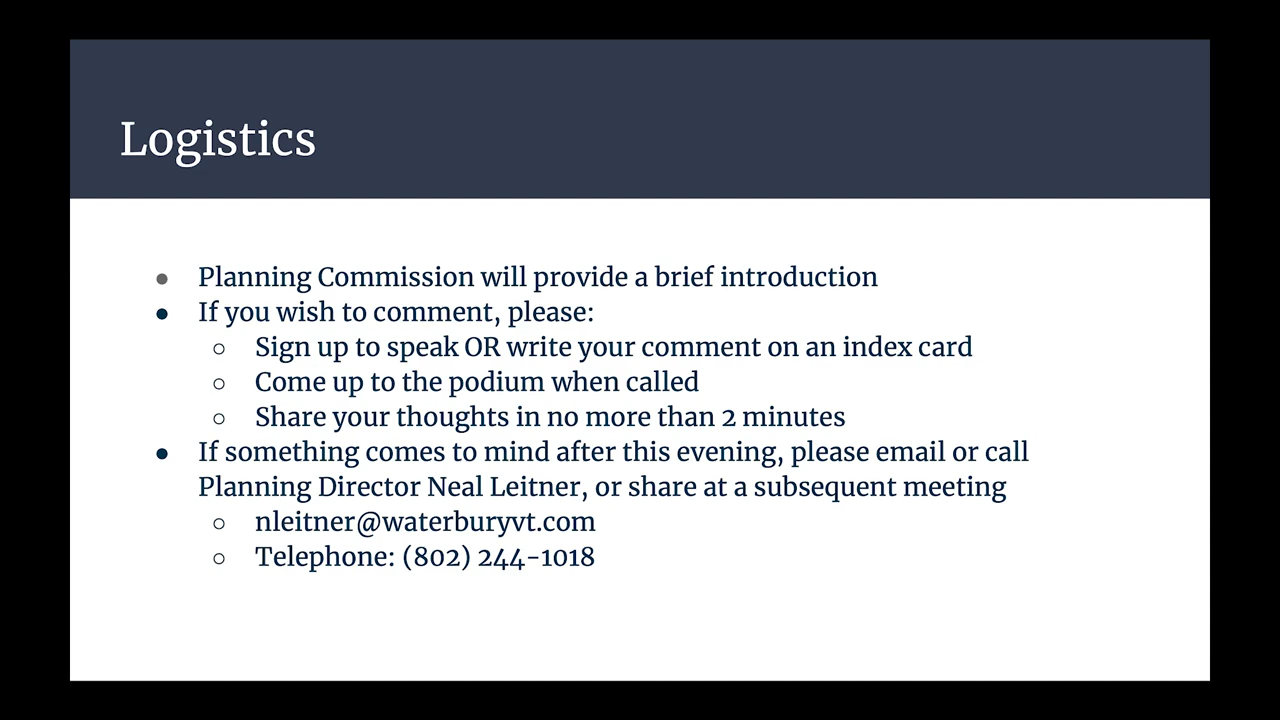 Logistics
● Planning Commission will provide a brief introduction
● If you wish to comment, please:
○ Sign up to speak OR write your comment on an index card
○ Come up to the podium when called
○ Share your thoughts in no more than 2 minutes
● If something comes to mind after this evening, please email or call
Planning Director Neal Leitner, or share at a subsequent meeting
○ nleitner@waterburyvt.com
○ Telephone: (802) 244-1018